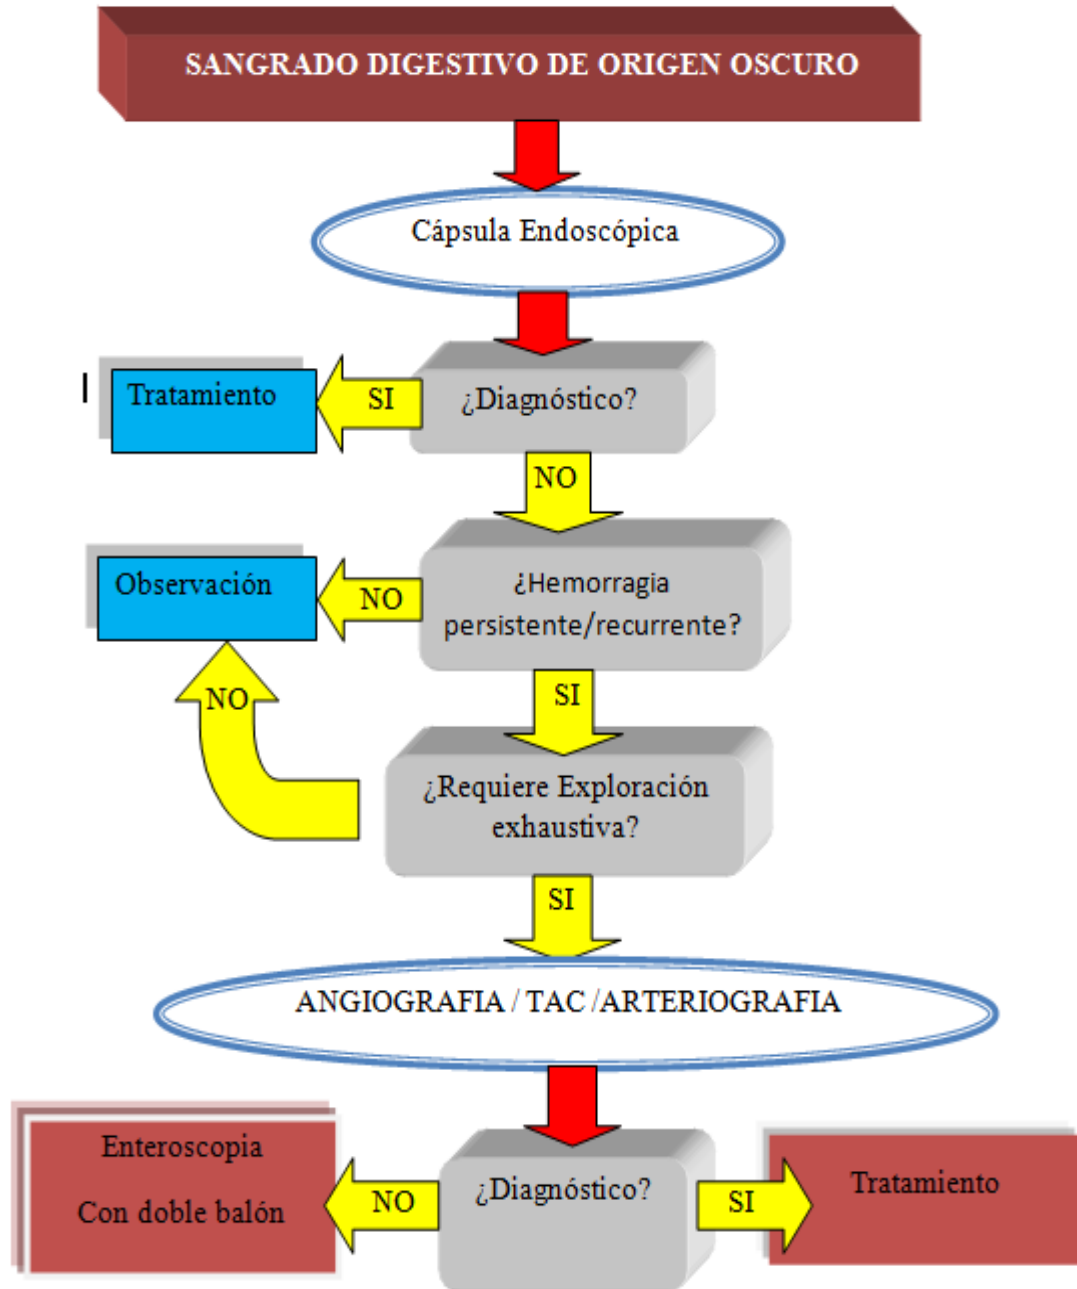 SANGRADO DIGESTIVO DE ORIGEN OSCURO
Cápsula Endoscópica
Tratamiento
SI
¿Diagnóstico?
NO
Observación
NO
¿Hemorragia
persistente/recurrente?
NO
SI
¿Requiere Exploración
exhaustiva?
SI
ANGIOGRAFIA / TAC /ARTERIOGRAFIA
Enteroscopia
Con doble balón
NO
¿Diagnóstico?
SI
Tratamiento